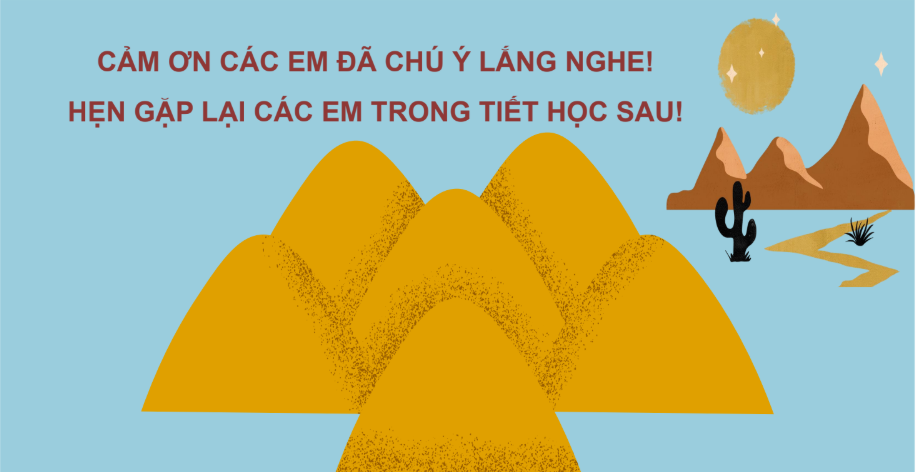 CẢM ƠN CÁC EM ĐÃ CHÚ Ý LẮNG NGHE!
HẸN GẶP LẠI CÁC EM TRONG TIẾT HỌC SAU!